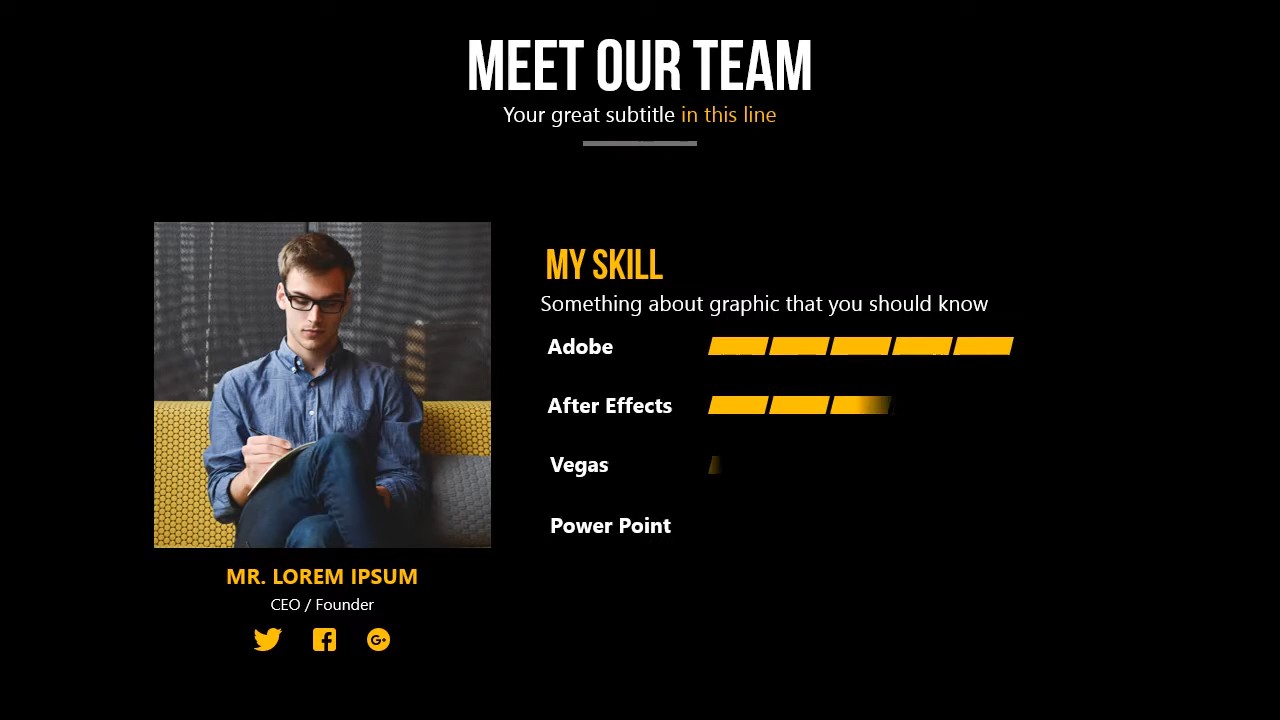 MEET OUR TEAM
Your great subtitle in this line
MY SKILL
Something about graphic that you should know
Adobe
After Effects
Vegas
Power Point
MR. LOREM IPSUM
CEO / Founder